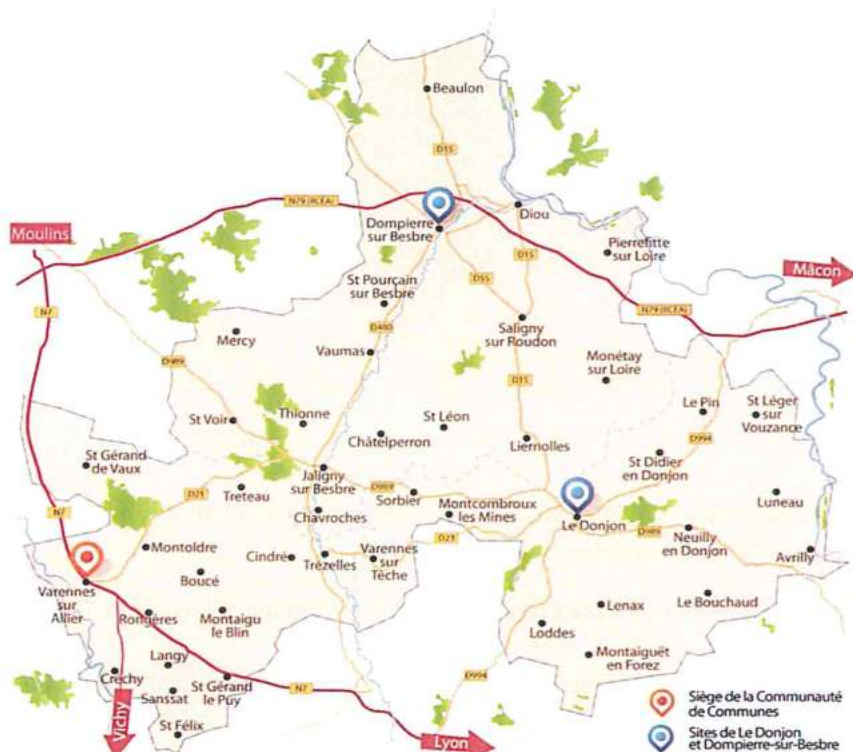 Beaulon
D15
N79 (RCEA)
Diou
Dompierre
sur Besbre
Moulins
Pierrefitte
sur Loire
Mâcon
D55
D15
St Pourçain
sur Besbre
N7
N79 (RCEA)
Saligny
sur Roudon
D480
Mercy
Vaumas
D989
Monétay
sur Loire
D15
Le Pin
St Léger
sur
Vouzance
St Voir
Thionne
St Léon
Châtelperron
Liernolles
D994
St Gérand
de Vaux
St Didier
en Donjon
Jaligny
sur Besbre
D989
D21
Treteau
Sorbier
Luneau
Montcombroux
les Mines
Chavroches
N7
Le Donjon
D989
Neuilly
en Donjon
D23
Montoldre
Cindré
Trézelles
Varennes
sur
Tèche
Avrilly
Boucé
Varennes
sur
Allier
Le Bouchaud
Lenax
Rongères
Montaigu
le Blin
Loddes
Montaiguët
en Forez
Langy
Créchy
St Gérand
le Puy
D994
N7
Sanssat
Vichy
St Félix
Lyon
Siège de la Communauté
de Communes
Sites de Le Donjon
et Dompierre-sur-Besbre